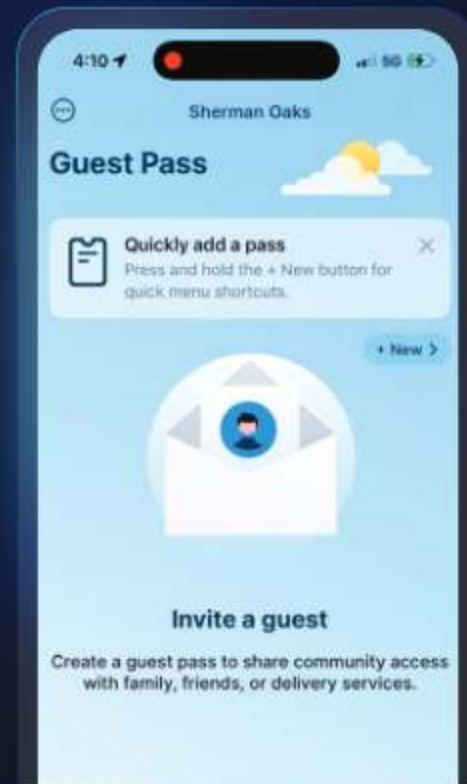 4:10
5G
Sherman Oaks
Guest Pass
Quickly add a pass
Press and hold the + New button for
quick menu shortcuts.
+ New >
Invite a guest
Create a guest pass to share community access
with family, friends, or delivery services.